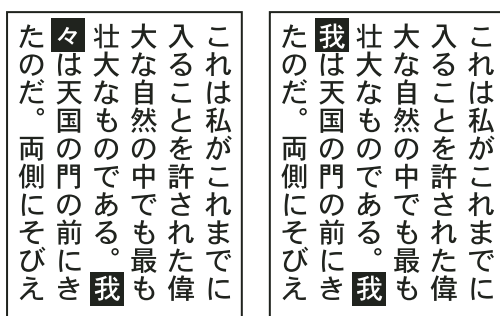 これは私がこれまでに
入ることを許された偉
大な自然の中でも最も
壮大なものである。我
々は天国の門の前にき
たのだ。両側にそびえ
これは私がこれまでに
入ることを許された偉
大な自然の中でも最も
壮大なものである。我
我は天国の門の前にき
たのだ。両側にそびえ